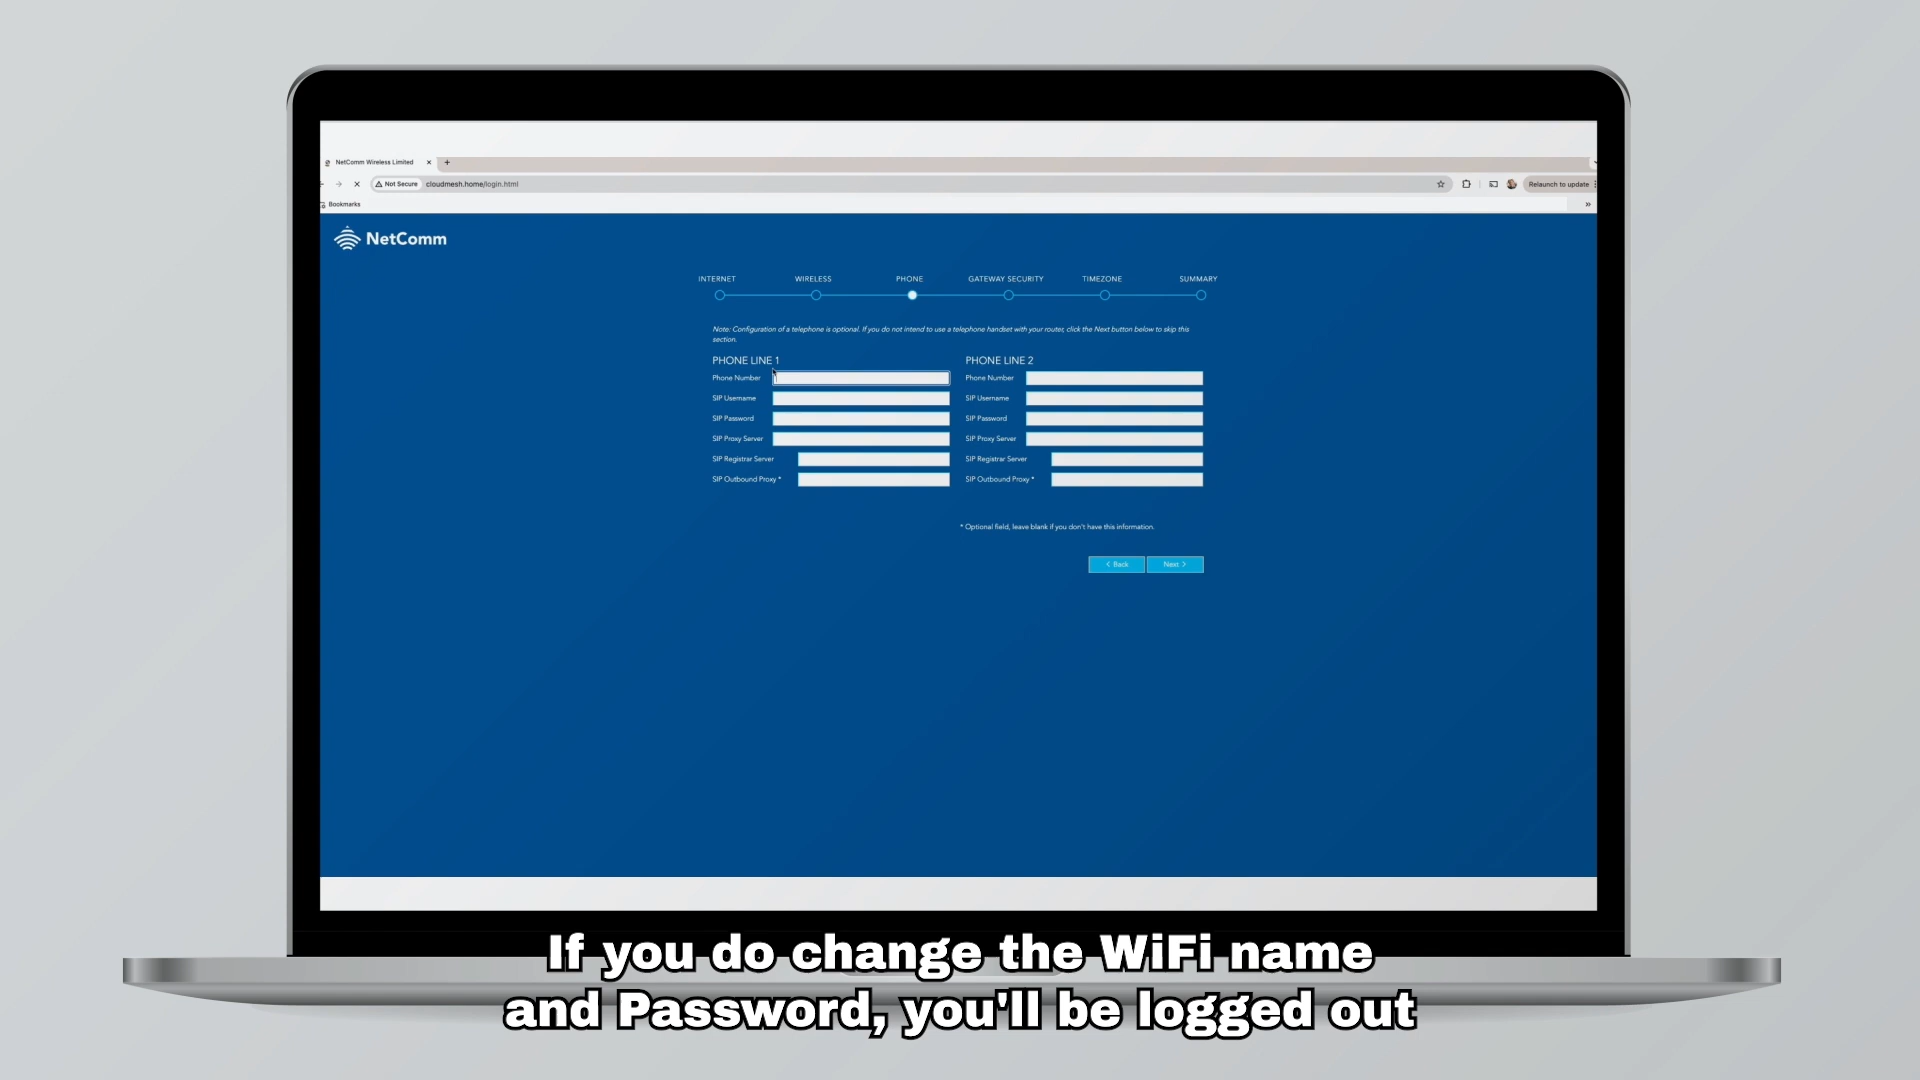 NetComm Wireless Limited
Not Secure cloudmesh.home/login.html Relaunch to update
Bookmarks
NetComm
INTERNET WIRELESS PHONE GATEWAY SECURITY TIMEZONE SUMMARY
Note: Configuration of a telephone is optional. If you do not intend to use a telephone handset with your router, click the Next button below to skip this
section.
PHONE LINE 1
Phone Number
SIP Username
SIP Password
SIP Proxy Server
SIP Registrar Server
SIP Outbound Proxy *
PHONE LINE 2
Phone Number
SIP Username
SIP Password
SIP Proxy Server
SIP Registrar Server
SIP Outbound Proxy *
* Optional field, leave blank if you don't have this information.
< Back Next >
If you do change the WiFi name
and Password, you'll be logged out